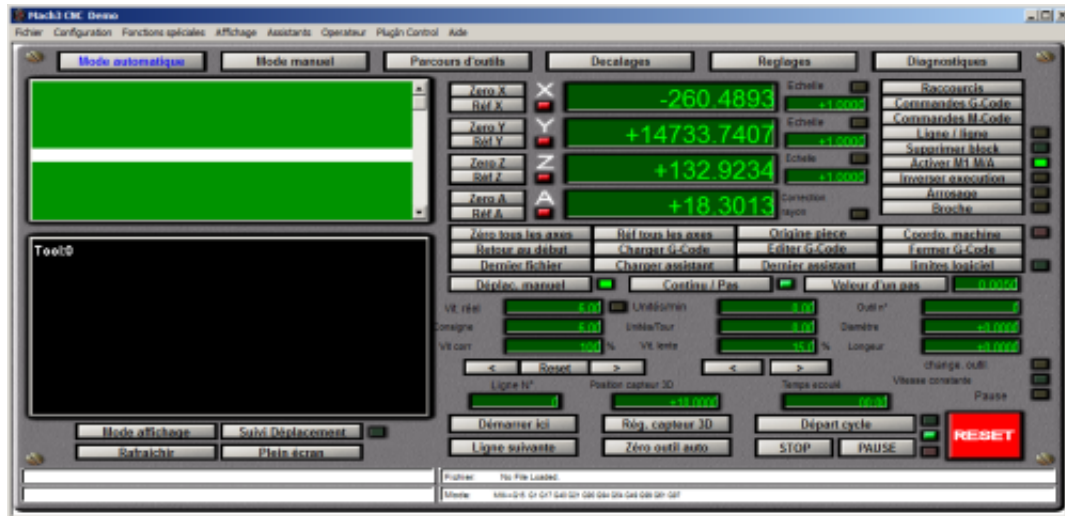 Mach3 CNC Demo
Fichier Configuration Fonctions spéciales Affichage Assistants Operateur PlugIn Control Aide
Mode automatique Mode manuel Parcours d'outils Decalages Reglages Diagnostiques
Zero X X -260.4893 Echelle +1.0000 Raccourcis
Réf X Commandes G-Code
Zero Y Y +14733.7407 Echelle +1.0000 Commandes M-Code
Réf Y Ligne / ligne
Zero Z Z +132.9234 Echelle +1.0000 Supprimer block
Réf Z Activer M1 M/A
Inverser execution
Zero A A +18.3013 Correction rayon Arrosage
Réf A Broche
Tool:0
Zéro tous les axes Réf tous les axes Origine piece Coordo. machine
Retour au début Charger G-Code Editer G-Code Fermer G-Code
Dernier fichier Charger assistant Dernier assistant limites logiciel
Déplac. manuel Continu / Pas Valeur d'un pas 0.0050
Vit. réel 6.00 Unités/min 0.00 Outil n° 0
Consigne 6.00 Unités/Tour 0.00 Diamètre +0.0000
Vit corr 100 % Vit. lente 15.0 % Longeur +0.0000
< Reset > < > change. outil
Ligne N° Position capteur 3D Temps ecoulé Vitesse constante
0 +10.0000 00:00 Pause
Démarrer ici Rég. capteur 3D Départ cycle RESET
Mode affichage Suivi Déplacement
Ligne suivante Zéro outil auto STOP PAUSE
Rafraichir Plein écran
Fichier: No File Loaded.
Mode: